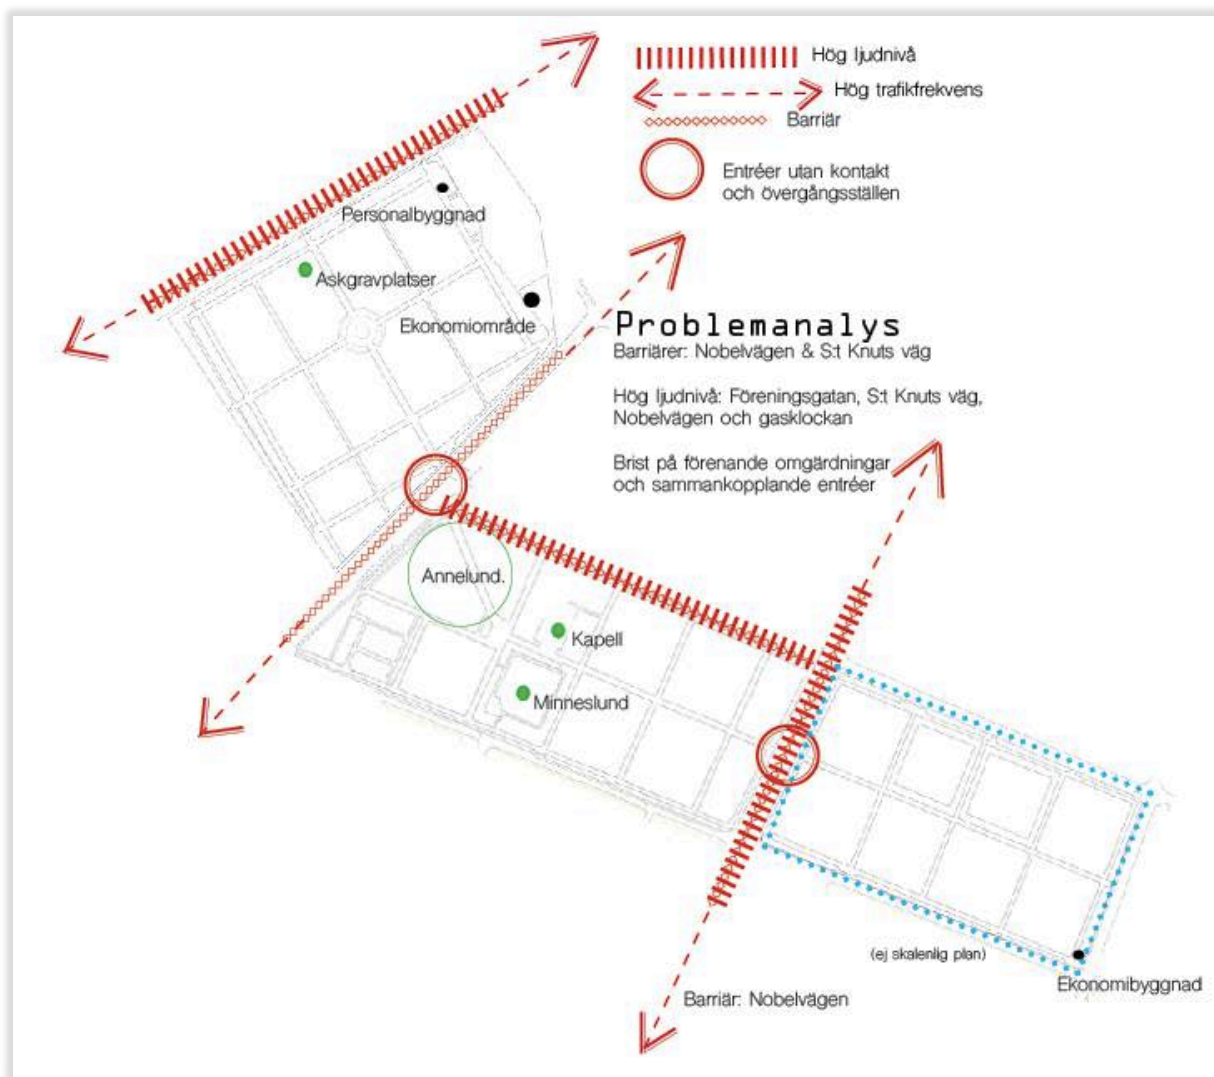 Hög ljudnivå
Hög trafikfrekvens
Barriär
Entréer utan kontakt
och övergångsställen
Personalbyggnad
Askgravplatser
Ekonomiområde
Problemanalys
Barriärer: Nobelvägen & S:t Knuts väg
Hög ljudnivå: Föreningsgatan, S:t Knuts väg,
Nobelvägen och gasklockan
Brist på förenande omgärdningar
och sammankopplande entréer
Annelund.
Kapell
Minneslund
(ej skalenlig plan)
Ekonomibyggnad
Barriär: Nobelvägen